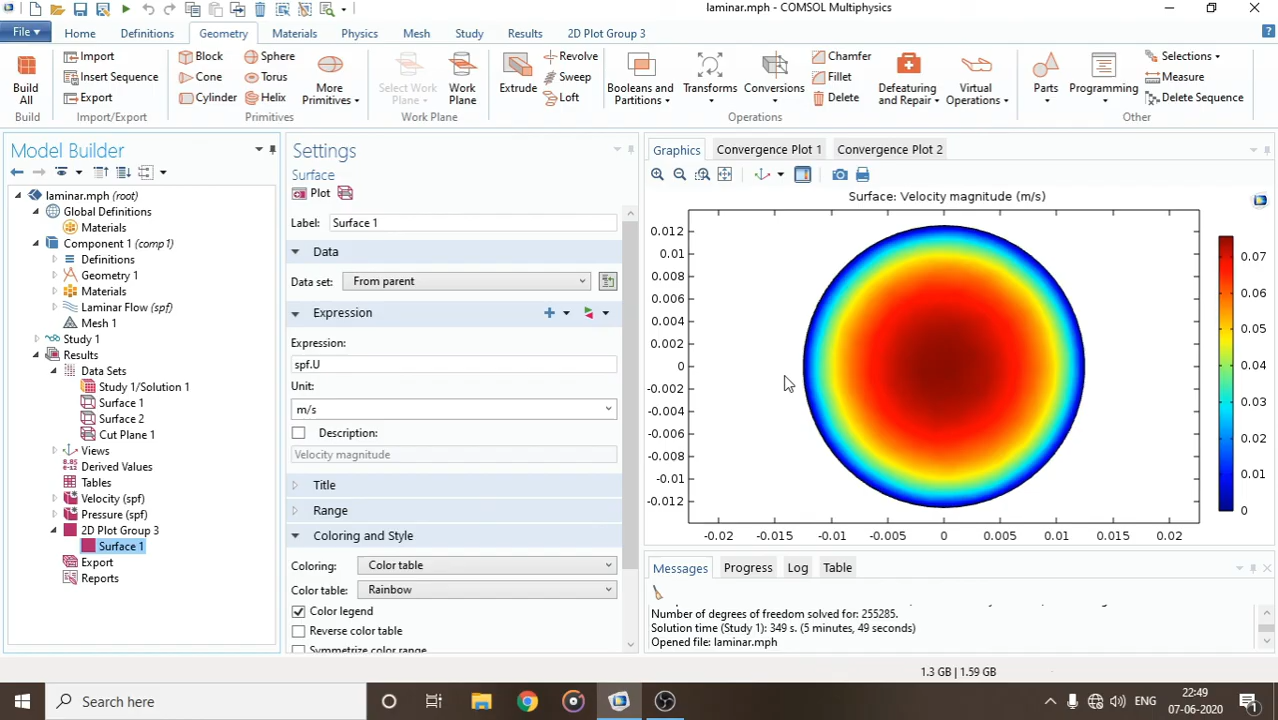 laminar.mph - COMSOL Multiphysics
File Home Definitions Geometry Materials Physics Mesh Study Results 2D Plot Group 3
Build All
Build
Import
Insert Sequence
Export
Import/Export
Block Sphere
Cone Torus
Cylinder Helix
More Primitives
Primitives
Select Work Plane
Work Plane
Work Plane
Extrude
Revolve
Sweep
Loft
Booleans and Partitions
Transforms
Conversions
Chamfer
Fillet
Delete
Defeaturing and Repair
Virtual Operations
Operations
Parts
Programming
Selections
Measure
Delete Sequence
Other
Model Builder
laminar.mph (root)
Global Definitions
Materials
Component 1 (comp1)
Definitions
Geometry 1
Materials
Laminar Flow (spf)
Mesh 1
Study 1
Results
Data Sets
Study 1/Solution 1
Surface 1
Surface 2
Cut Plane 1
Views
8.85
e-12
Derived Values
Tables
Velocity (spf)
Pressure (spf)
2D Plot Group 3
Surface 1
Export
Reports
Settings
Surface
Plot
Label: Surface 1
Data
Data set: From parent
Expression
Expression:
spf.U
Unit:
m/s
Description:
Velocity magnitude
Title
Range
Coloring and Style
Coloring: Color table
Color table: Rainbow
Color legend
Reverse color table
Symmetrize color range
Graphics Convergence Plot 1 Convergence Plot 2
Surface: Velocity magnitude (m/s)
0.012
0.01
0.008
0.006
0.004
0.002
0
-0.002
-0.004
-0.006
-0.008
-0.01
-0.012
-0.02 -0.015 -0.01 -0.005 0 0.005 0.01 0.015 0.02
0.07
0.06
0.05
0.04
0.03
0.02
0.01
0
Messages Progress Log Table
Number of degrees of freedom solved for: 255285.
Solution time (Study 1): 349 s. (5 minutes, 49 seconds)
Opened file: laminar.mph
1.3 GB | 1.59 GB
Search here
ENG
22:49
07-06-2020
1